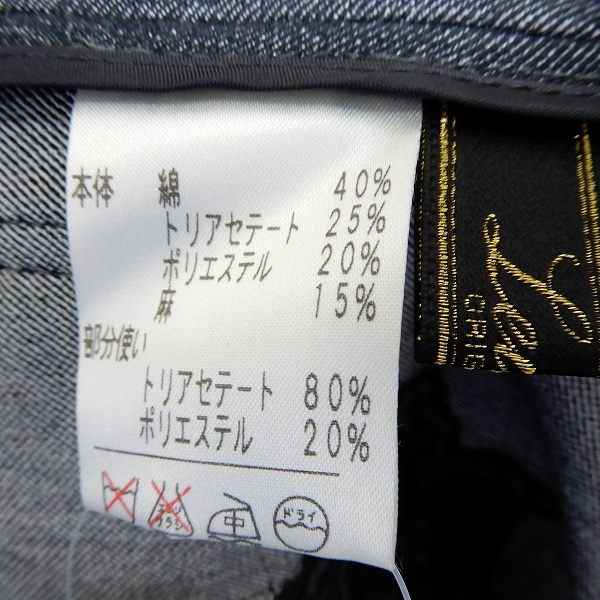 本体 綿 40%
トリアセテート 25%
ポリエステル 20%
麻 15%
部分使い
トリアセテート 80%
ポリエステル 20%
中 ドライ